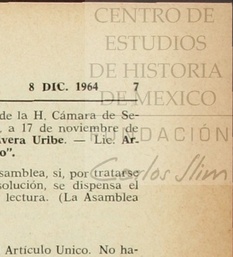 CENTRO DE
ESTUDIOS
DE HISTORIA
DE MEXICO
FUNDACIÓN
Carlos Slim
8 DIC. 1964 7
de la H. Cámara de Se-
, a 17 de noviembre de
avera Uribe. — Lic. Ar-
o”.
samblea, si, por tratarse
solución, se dispensa el
lectura. (La Asamblea
Artículo Unico. No ha-